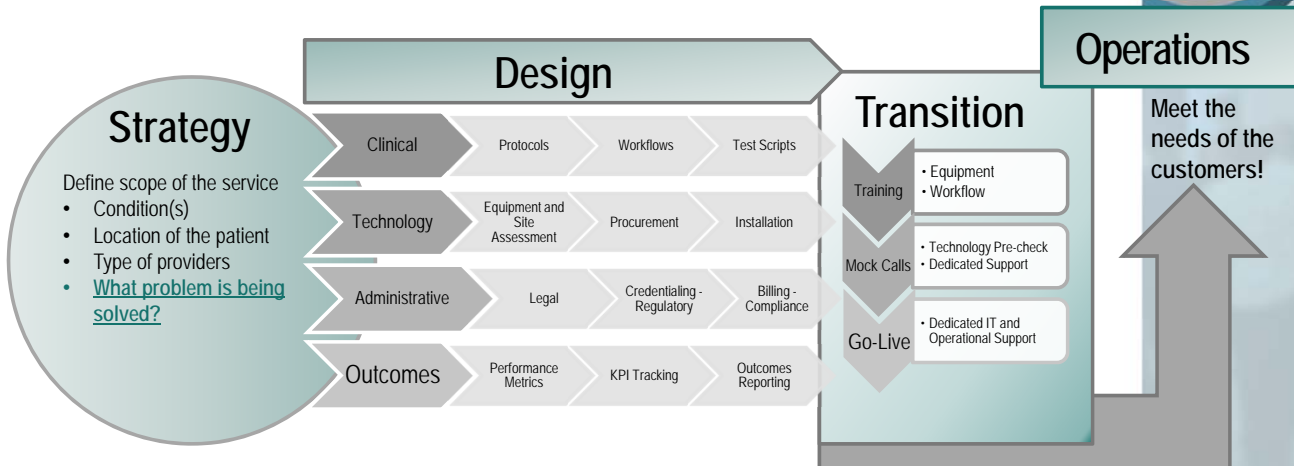 Strategy
Define scope of the service
• Condition(s)
• Location of the patient
• Type of providers
• What problem is being
solved?
Design
Clinical
Protocols
Workflows
Test Scripts
Technology
Equipment and
Site
Assessment
Procurement
Installation
Administrative
Legal
Credentialing -
Regulatory
Billing -
Compliance
Outcomes
Performance
Metrics
KPI Tracking
Outcomes
Reporting
Transition
Training
• Equipment
• Workflow
Mock Calls
• Technology Pre-check
• Dedicated Support
Go-Live
• Dedicated IT and
Operational Support
Operations
Meet the
needs of the
customers!